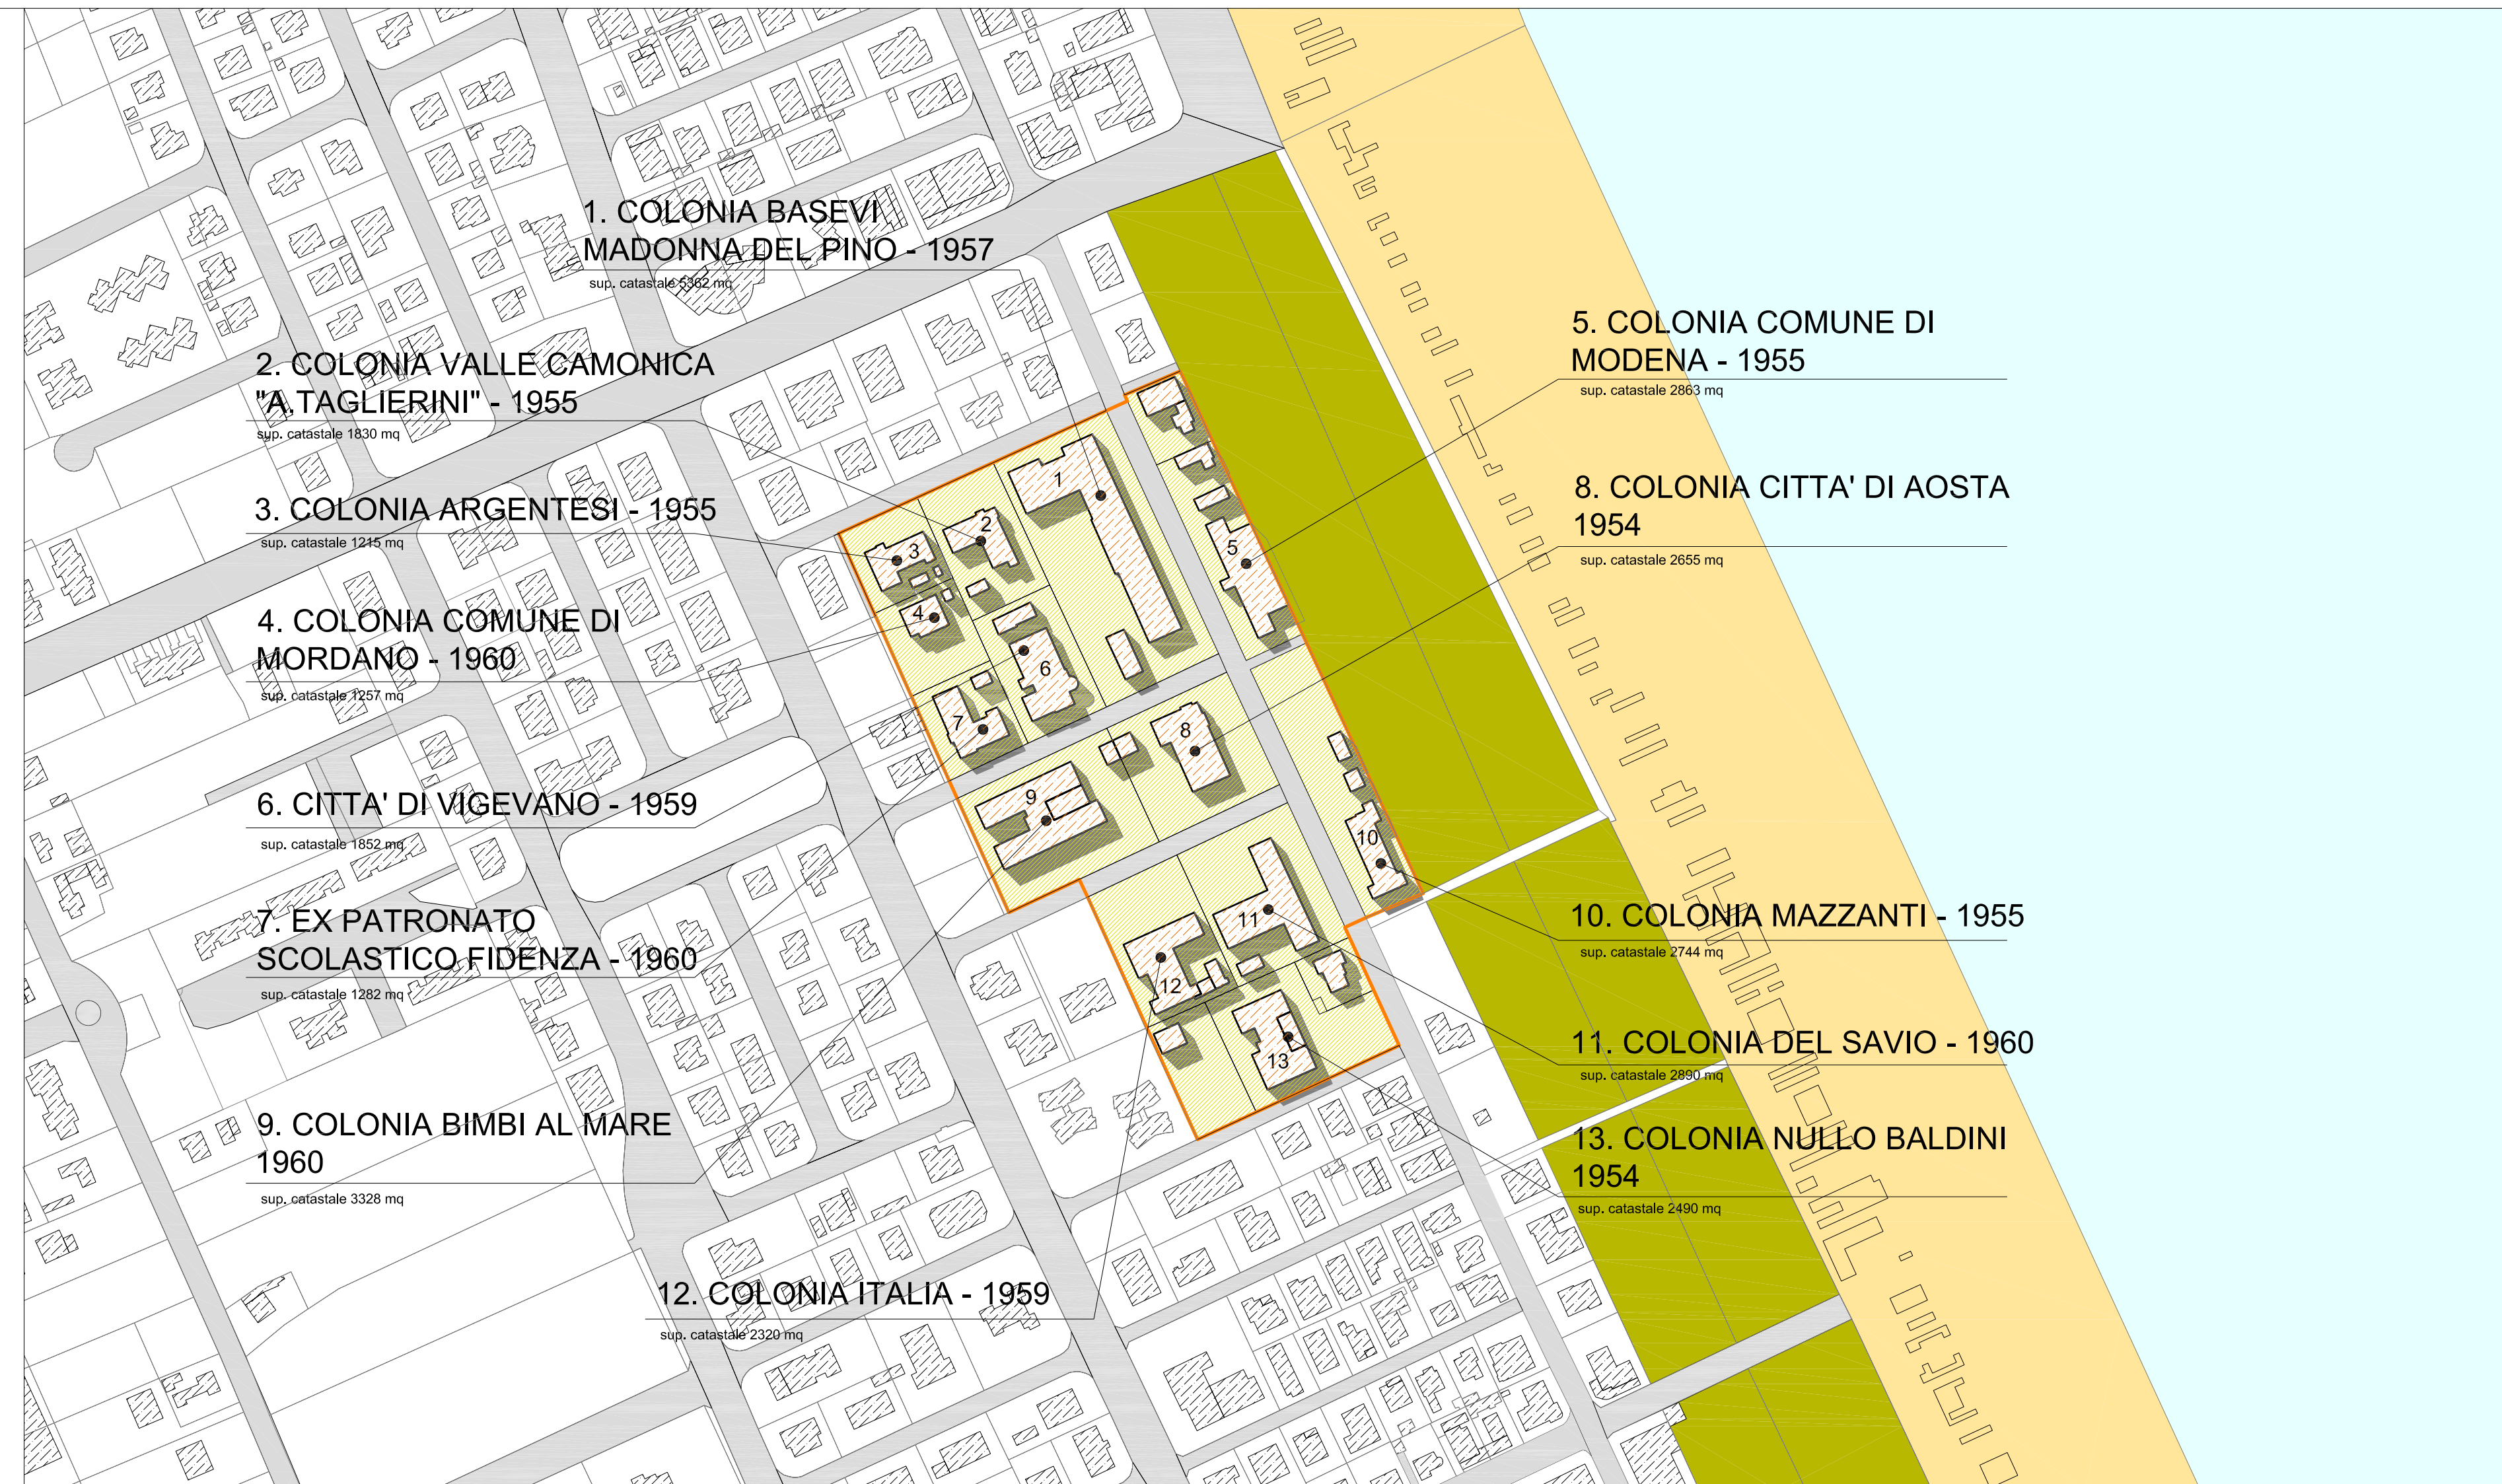 1. COLONIA BASEVI
MADONNA DEL PINO - 1957
sup. catastale 5362 mq
2. COLONIA VALLE CAMONICA
"A.TAGLIERINI" - 1955
sup. catastale 1830 mq
3. COLONIA ARGENTESI - 1955
sup. catastale 1215 mq
4. COLONIA COMUNE DI
MORDANO - 1960
sup. catastale 1257 mq
6. CITTA' DI VIGEVANO - 1959
sup. catastale 1852 mq
7. EX PATRONATO
SCOLASTICO FIDENZA - 1960
sup. catastale 1282 mq
9. COLONIA BIMBI AL MARE
1960
sup. catastale 3328 mq
12. COLONIA ITALIA - 1959
sup. catastale 2320 mq
5. COLONIA COMUNE DI
MODENA - 1955
sup. catastale 2863 mq
8. COLONIA CITTA' DI AOSTA
1954
sup. catastale 2655 mq
10. COLONIA MAZZANTI - 1955
sup. catastale 2744 mq
11. COLONIA DEL SAVIO - 1960
sup. catastale 2890 mq
13. COLONIA NULLO BALDINI
1954
sup. catastale 2490 mq
1
2
3
4
5
6
7
8
9
10
11
12
13